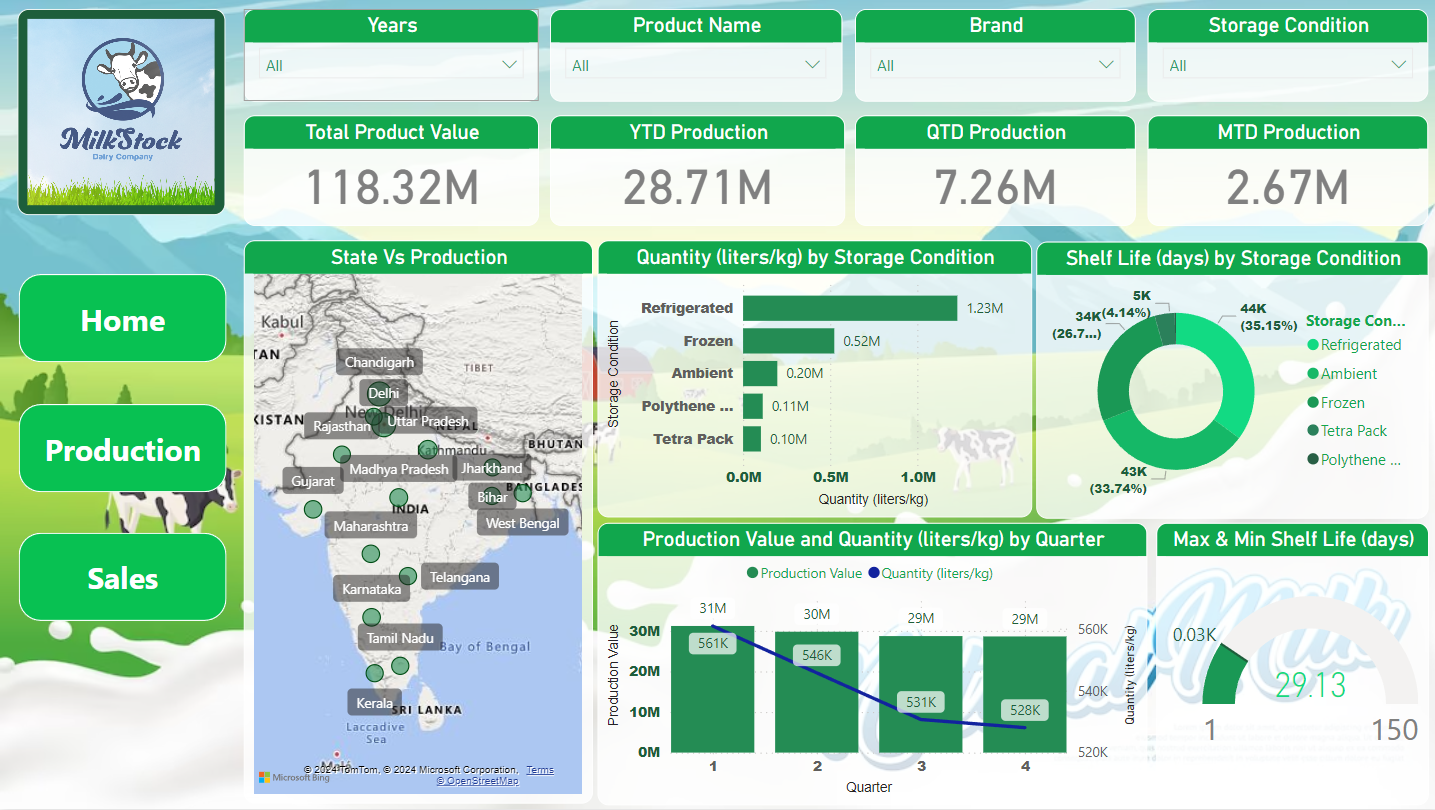 MilkStock
Dairy Company
Years
All
Product Name
All
Brand
All
Storage Condition
All
Total Product Value
118.32M
YTD Production
28.71M
QTD Production
7.26M
MTD Production
2.67M
Home
Production
Sales
State Vs Production
Kabul
TAN
Chandigarh
TIBET
Delhi
New Delhi
KISTAN
Rajasthan
Uttar Pradesh
NEPAL
Kathmandu
BHUTAN
Madhya Pradesh
Jharkhand
Gujarat
BANGLADES
Bihar
INDIA
Maharashtra
West Bengal
Telangana
Karnataka
Tamil Nadu
Bay of Bengal
Kerala
SRI LANKA
Laccadive
Sea
© 2024 TomTom, © 2024 Microsoft Corporation, Terms
Microsoft Bing
© OpenStreetMap
Quantity (liters/kg) by Storage Condition
Storage Condition
Refrigerated
1.23M
Frozen
0.52M
Ambient
0.20M
Polythene ...
0.11M
Tetra Pack
0.10M
0.0M
0.5M
1.0M
Quantity (liters/kg)
Shelf Life (days) by Storage Condition
5K
(4.14%)
44K
(35.15%)
34K
(26.7...)
43K
(33.74%)
Storage Con...
Refrigerated
Ambient
Frozen
Tetra Pack
Polythene ...
Production Value and Quantity (liters/kg) by Quarter
Production Value
Quantity (liters/kg)
Production Value
30M
20M
10M
0M
31M
30M
29M
29M
561K
546K
531K
528K
560K
540K
520K
Quantity (liters/kg)
1
2
3
4
Quarter
Max & Min Shelf Life (days)
0.03K
29.13
1
150